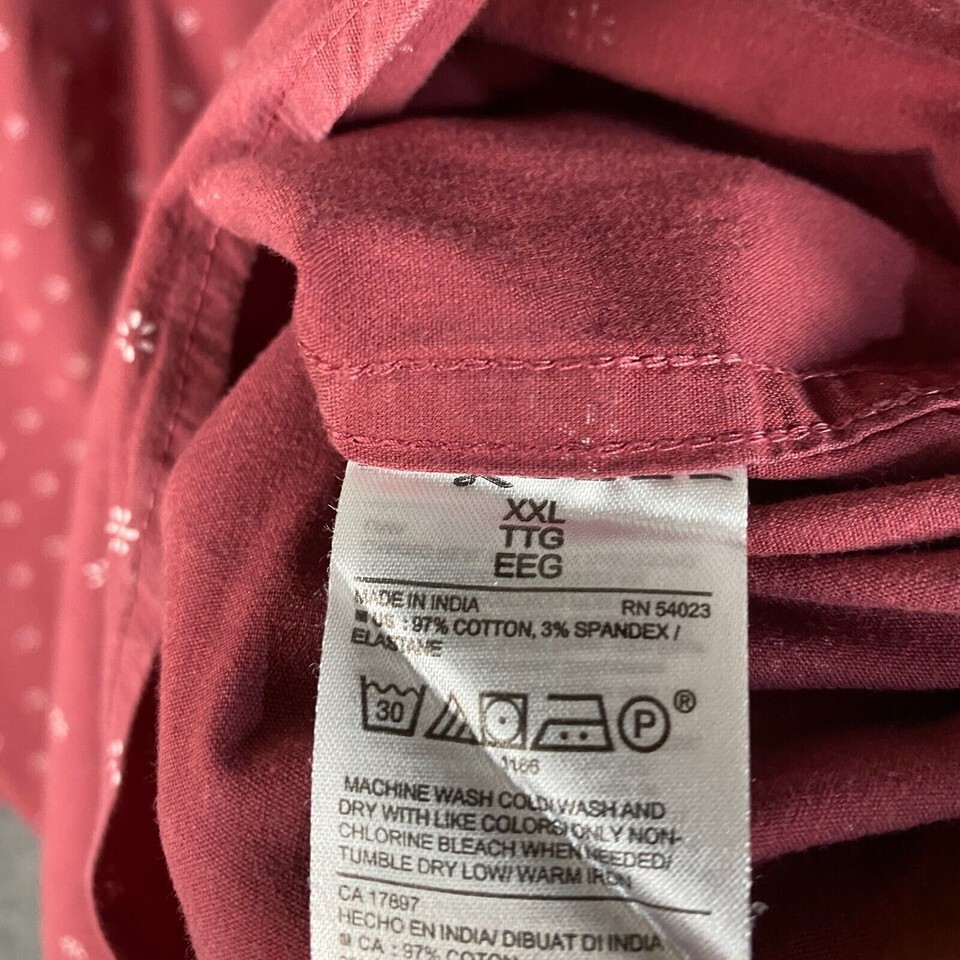 XXL
TTG
EEG
MADE IN INDIA RN 54023
US : 97% COTTON, 3% SPANDEX /
ELASTANE
30 P ®
1166
MACHINE WASH COLD/ WASH AND
DRY WITH LIKE COLORS/ ONLY NON-
CHLORINE BLEACH WHEN NEEDED/
TUMBLE DRY LOW/ WARM IRON
CA 17897
HECHO EN INDIA/ DIBUAT DI INDIA
CA : 97% COTON,